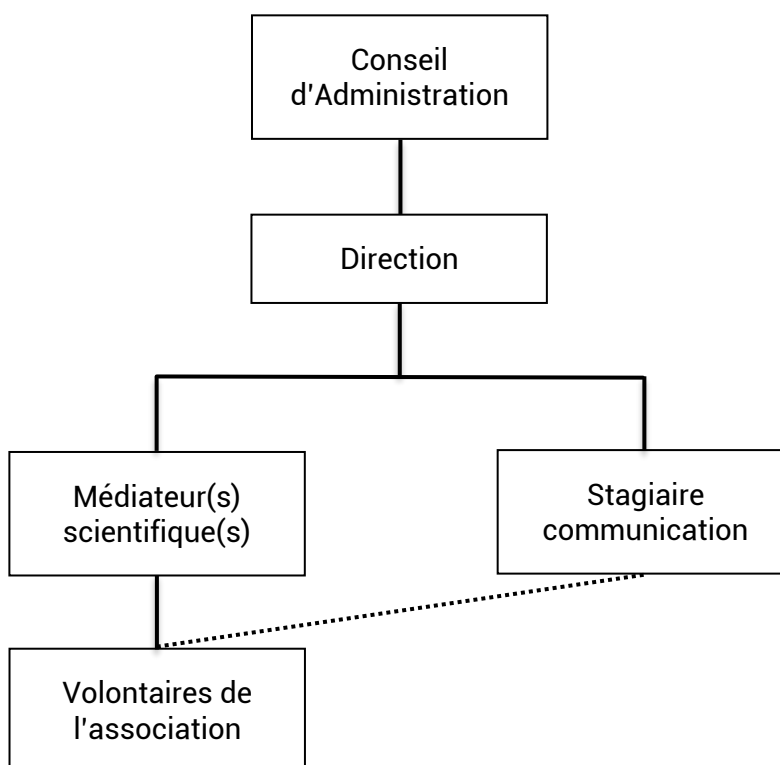 Conseil
d'Administration
Direction
Médiateur(s)
scientifique(s)
Stagiaire
communication
Volontaires de
l'association